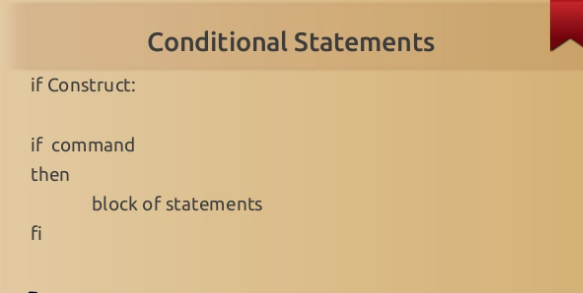 Conditional Statements
if Construct:
if command
then
block of statements
fi